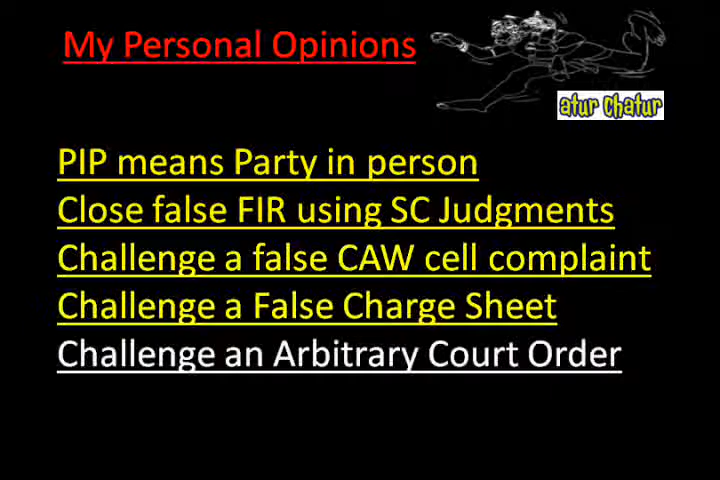 My Personal Opinions
atur chatur
PIP means Party in person
Close false FIR using SC Judgments
Challenge a false CAW cell complaint
Challenge a False Charge Sheet
Challenge an Arbitrary Court Order